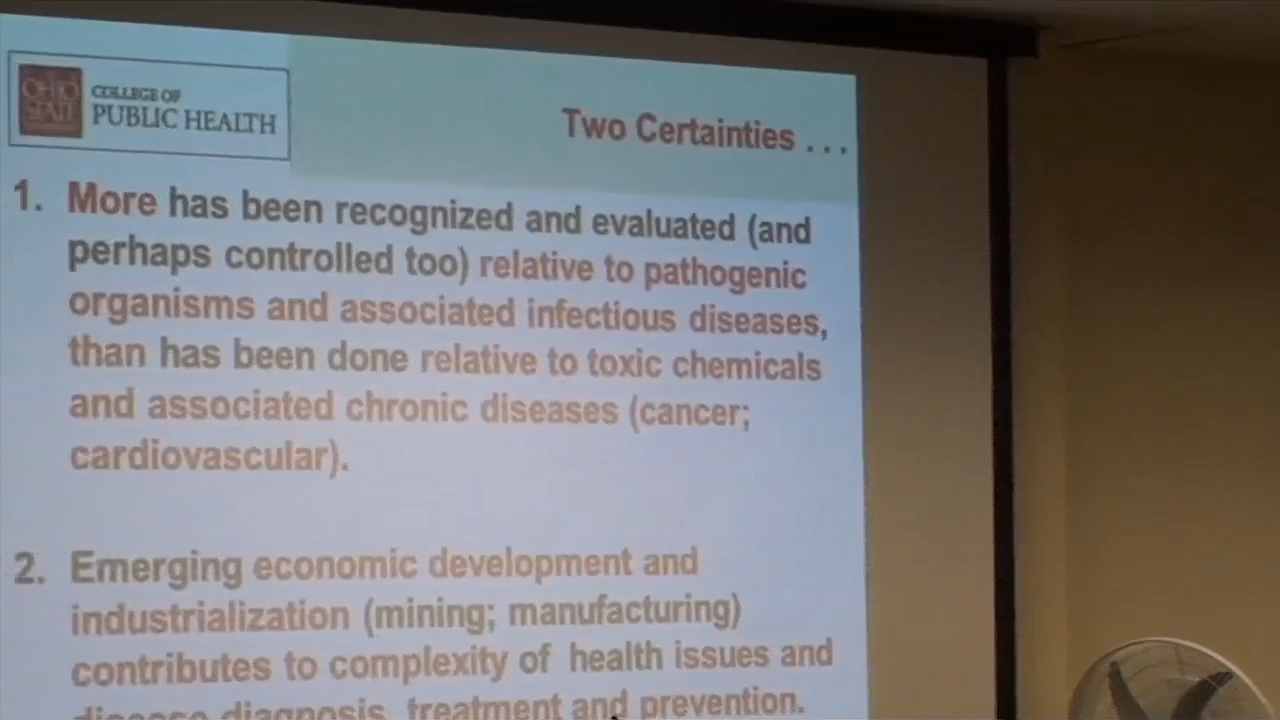 OHIO
STATE
COLLEGE OF
PUBLIC HEALTH
Two Certainties . . .
1. More has been recognized and evaluated (and
perhaps controlled too) relative to pathogenic
organisms and associated infectious diseases,
than has been done relative to toxic chemicals
and associated chronic diseases (cancer;
cardiovascular).
2. Emerging economic development and
industrialization (mining; manufacturing)
contributes to complexity of health issues and
disease diagnosis, treatment and prevention.